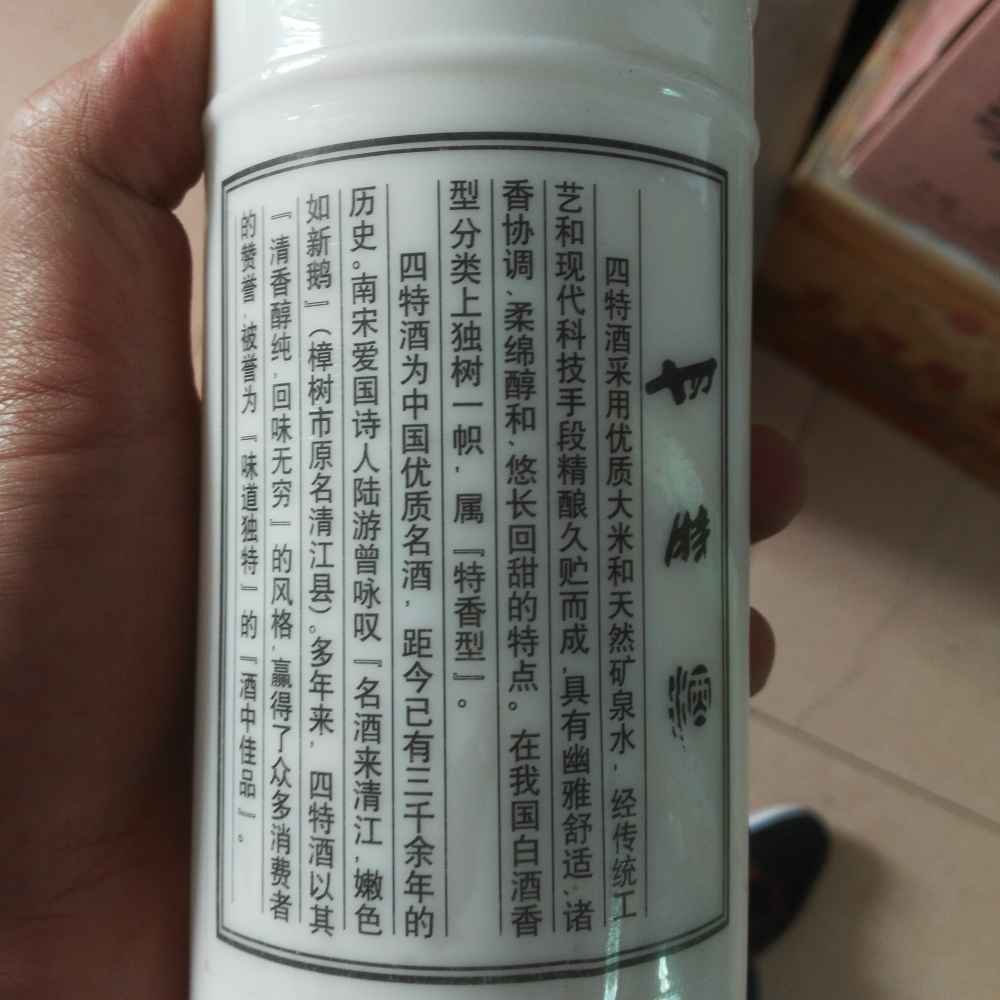 四特酒
四特酒采用优质大米和天然矿泉水，经传统工
艺和现代科技手段精酿久贮而成，具有幽雅舒适、诸
香协调、柔绵醇和、悠长回甜的特点。在我国白酒香
型分类上独树一帜，属『特香型』。
四特酒为中国优质名酒，距今已有三千余年的
历史。南宋爱国诗人陆游曾咏叹『名酒来清江，嫩色
如新鹅』（樟树市原名清江县）。多年来，四特酒以其
『清香醇纯，回味无穷』的风格，赢得了众多消费者
的赞誉，被誉为『味道独特』的『酒中佳品』。